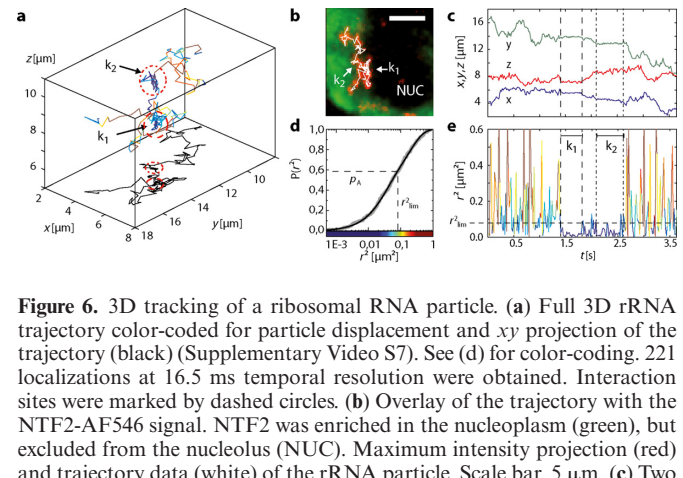 a
z [µm]
10
8
6
k₂
k₁
2
4
6
8
x [µm]
18
16
14
12
10
y [µm]
b
k₂
k₁
NUC
c
x,y,z [µm]
16
12
8
4
y
z
x
d
P(r²)
1,0
0,8
0,6
0,4
0,2
0,0
pA
r²lim
1E-3
0,01
0,1
1
r² [µm²]
e
r² [µm²]
0.6
0.4
0.2
r²lim
0.0
k₁
k₂
0.5
1.5
2.5
3.5
t [s]
Figure 6. 3D tracking of a ribosomal RNA particle. (a) Full 3D rRNA
trajectory color-coded for particle displacement and xy projection of the
trajectory (black) (Supplementary Video S7). See (d) for color-coding. 221
localizations at 16.5 ms temporal resolution were obtained. Interaction
sites were marked by dashed circles. (b) Overlay of the trajectory with the
NTF2-AF546 signal. NTF2 was enriched in the nucleoplasm (green), but
excluded from the nucleolus (NUC). Maximum intensity projection (red)
and trajectory data (white) of the rRNA particle. Scale bar, 5 µm. (c) Two